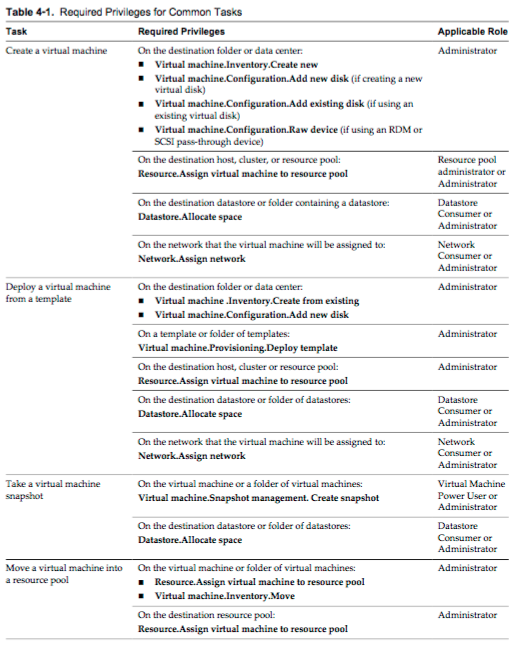 Table 4-1. Required Privileges for Common Tasks
Task Required Privileges Applicable Role
Create a virtual machine On the destination folder or data center: Administrator
■ Virtual machine.Inventory.Create new
■ Virtual machine.Configuration.Add new disk (if creating a new
virtual disk)
■ Virtual machine.Configuration.Add existing disk (if using an
existing virtual disk)
■ Virtual machine.Configuration.Raw device (if using an RDM or
SCSI pass-through device)
On the destination host, cluster, or resource pool: Resource pool
Resource.Assign virtual machine to resource pool administrator or
Administrator
On the destination datastore or folder containing a datastore: Datastore
Datastore.Allocate space Consumer or
Administrator
On the network that the virtual machine will be assigned to: Network
Network.Assign network Consumer or
Administrator
Deploy a virtual machine On the destination folder or data center: Administrator
from a template ■ Virtual machine .Inventory.Create from existing
■ Virtual machine.Configuration.Add new disk
On a template or folder of templates: Administrator
Virtual machine.Provisioning.Deploy template
On the destination host, cluster or resource pool: Administrator
Resource.Assign virtual machine to resource pool
On the destination datastore or folder of datastores: Datastore
Datastore.Allocate space Consumer or
Administrator
On the network that the virtual machine will be assigned to: Network
Network.Assign network Consumer or
Administrator
Take a virtual machine On the virtual machine or a folder of virtual machines: Virtual Machine
snapshot Virtual machine.Snapshot management. Create snapshot Power User or
Administrator
On the destination datastore or folder of datastores: Datastore
Datastore.Allocate space Consumer or
Administrator
Move a virtual machine into On the virtual machine or folder of virtual machines: Administrator
a resource pool ■ Resource.Assign virtual machine to resource pool
■ Virtual machine.Inventory.Move
On the destination resource pool: Administrator
Resource.Assign virtual machine to resource pool